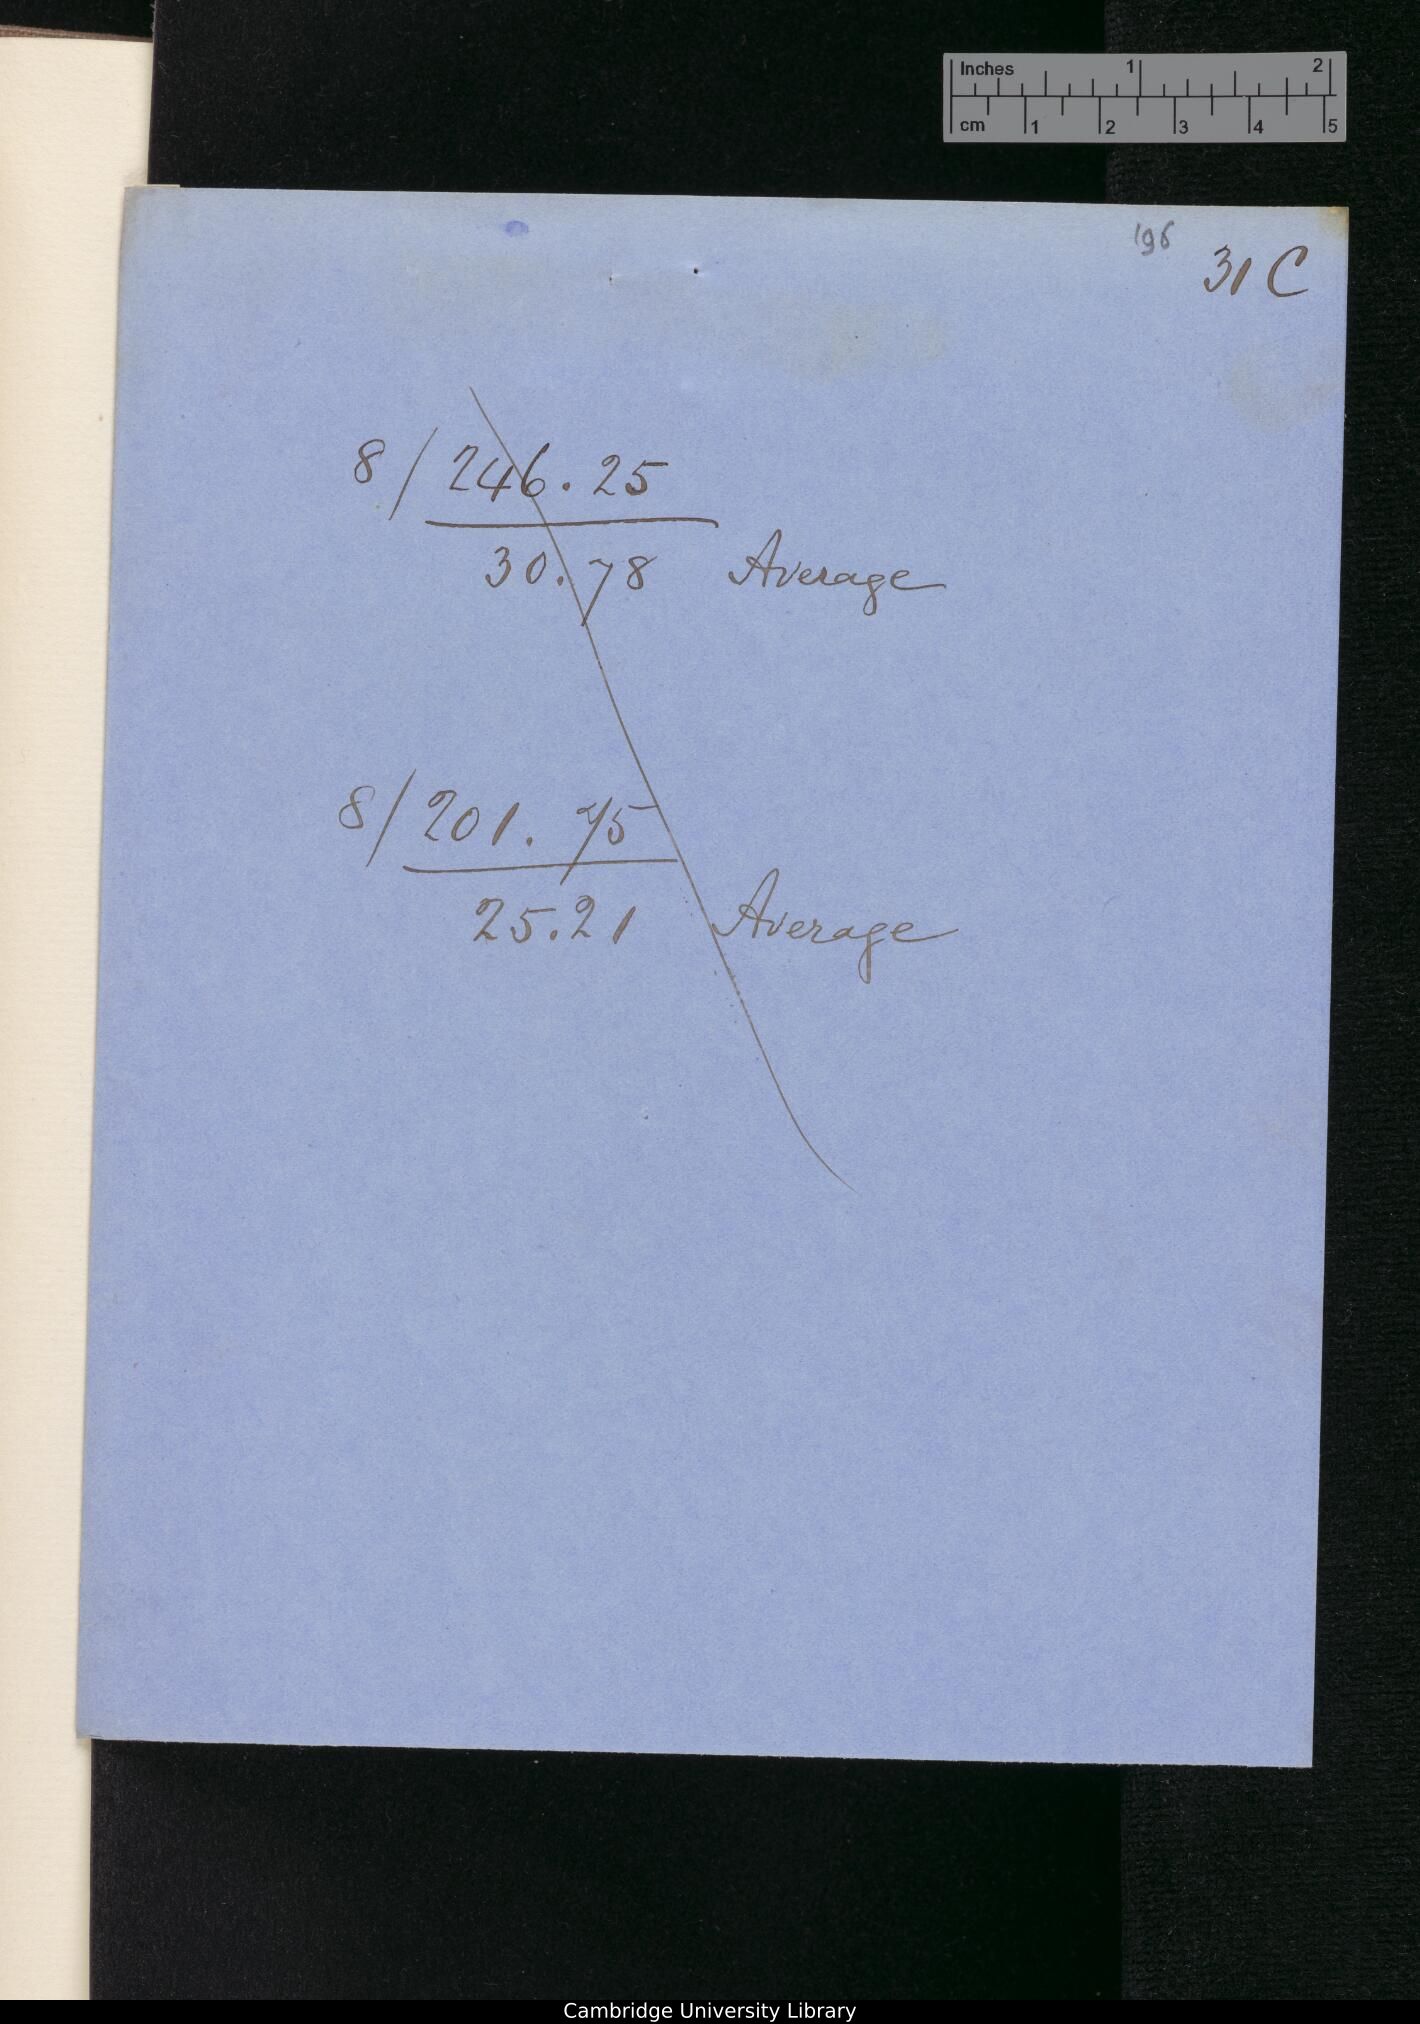 Inches 1 2
cm 1 2 3 4 5
196
31 C
8/246.25
30.78 Average
8/201.75
25.21 Average
Cambridge University Library